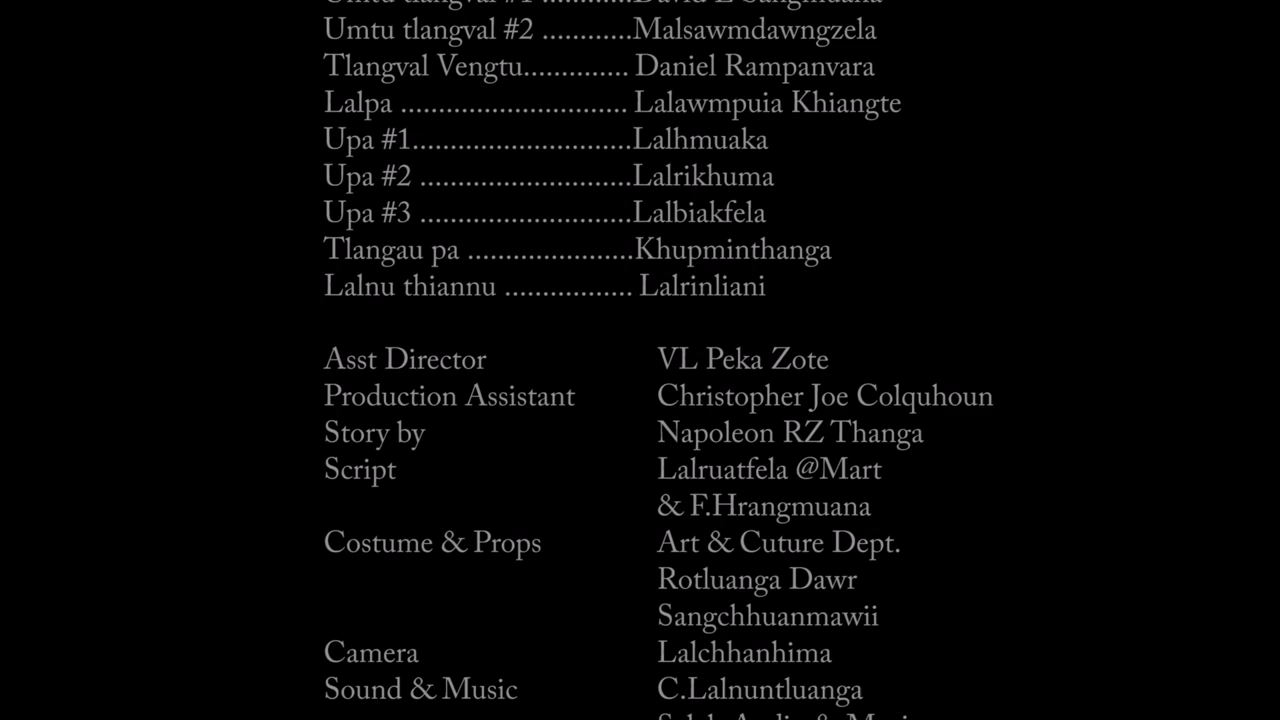 Umtu tlangval #2 ............Malsawmdawngzela
Tlangval Vengtu.............. Daniel Rampanvara
Lalpa ............................. Lalawmpuia Khiangte
Upa #1.............................Lalhmuaka
Upa #2 ............................Lalrikhuma
Upa #3 ............................Lalbiakfela
Tlangau pa ......................Khupminthanga
Lalnu thiannu ................. Lalrinliani
Asst Director VL Peka Zote
Production Assistant Christopher Joe Colquhoun
Story by Napoleon RZ Thanga
Script Lalruatfela @Mart
& F.Hrangmuana
Costume & Props Art & Cuture Dept.
Rotluanga Dawr
Sangchhuanmawii
Camera Lalchhanhima
Sound & Music C.Lalnuntluanga